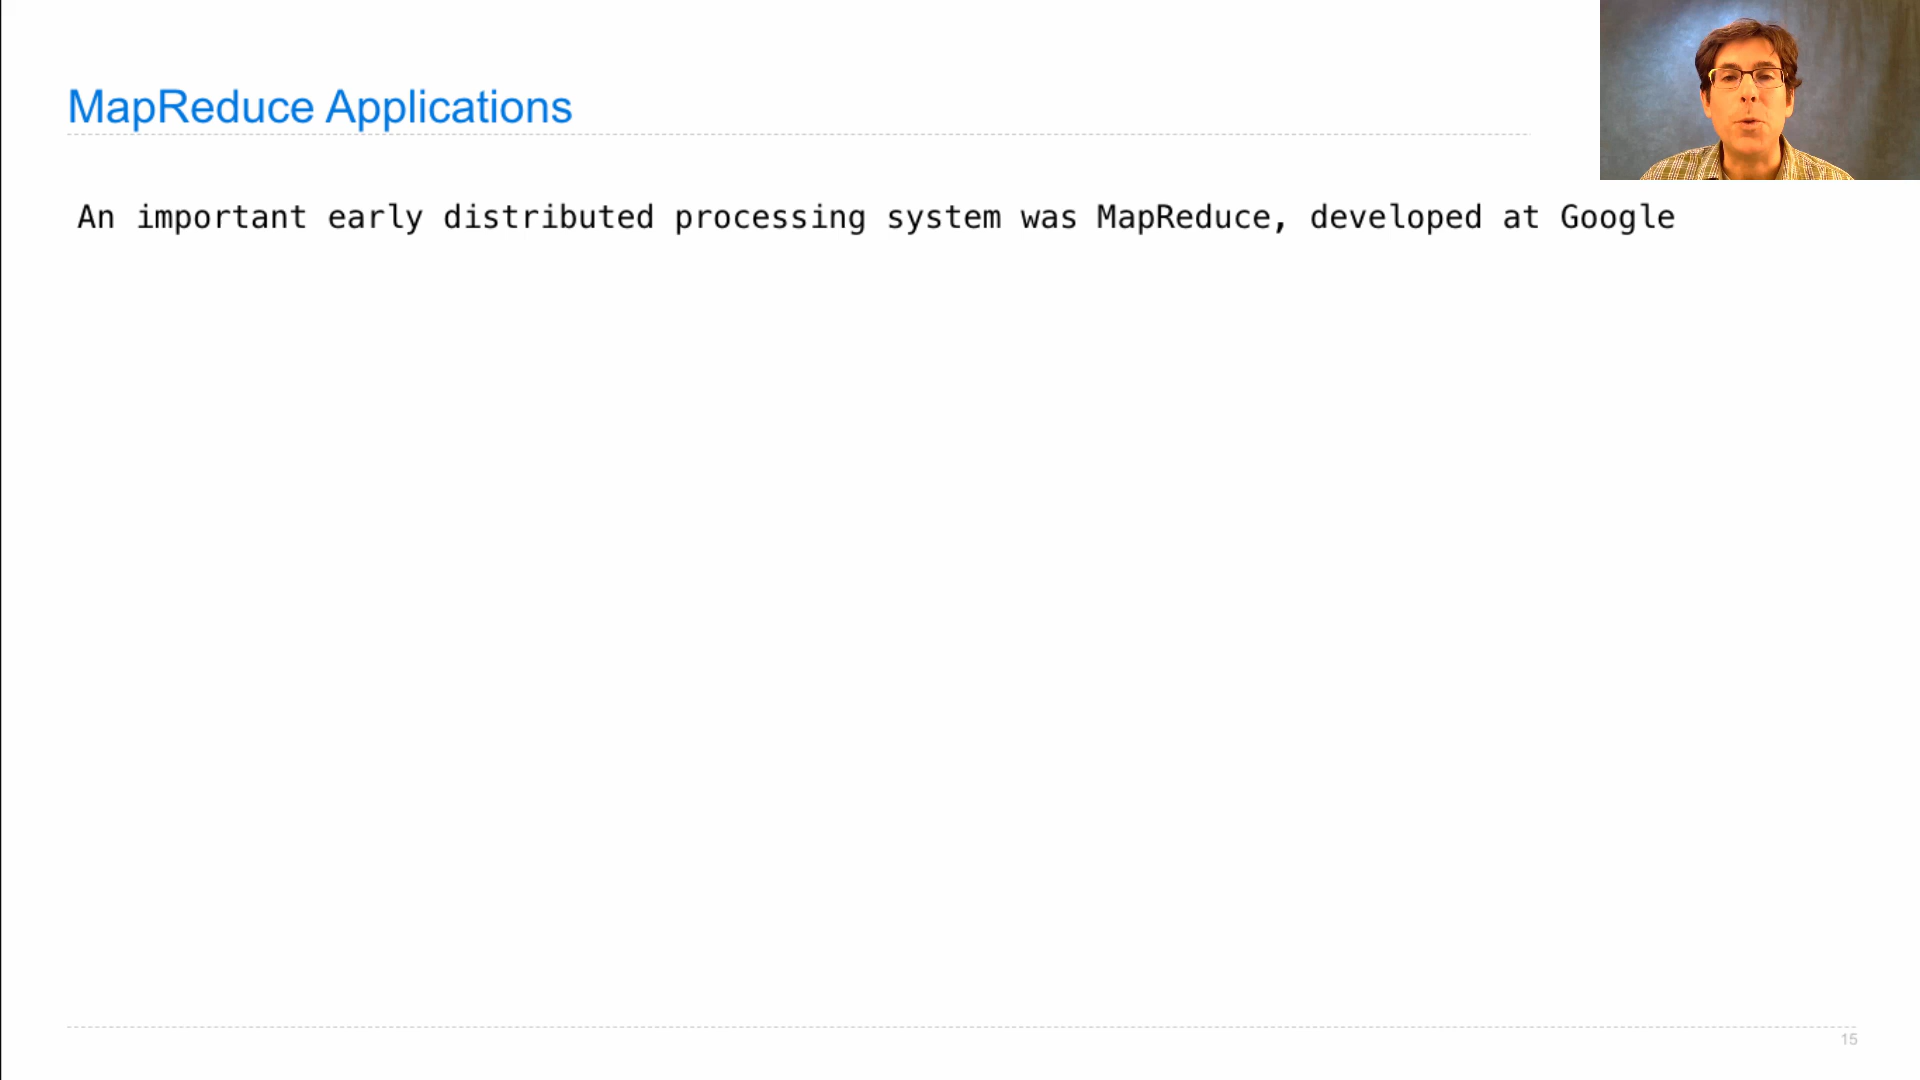 MapReduce Applications
An important early distributed processing system was MapReduce, developed at Google
15